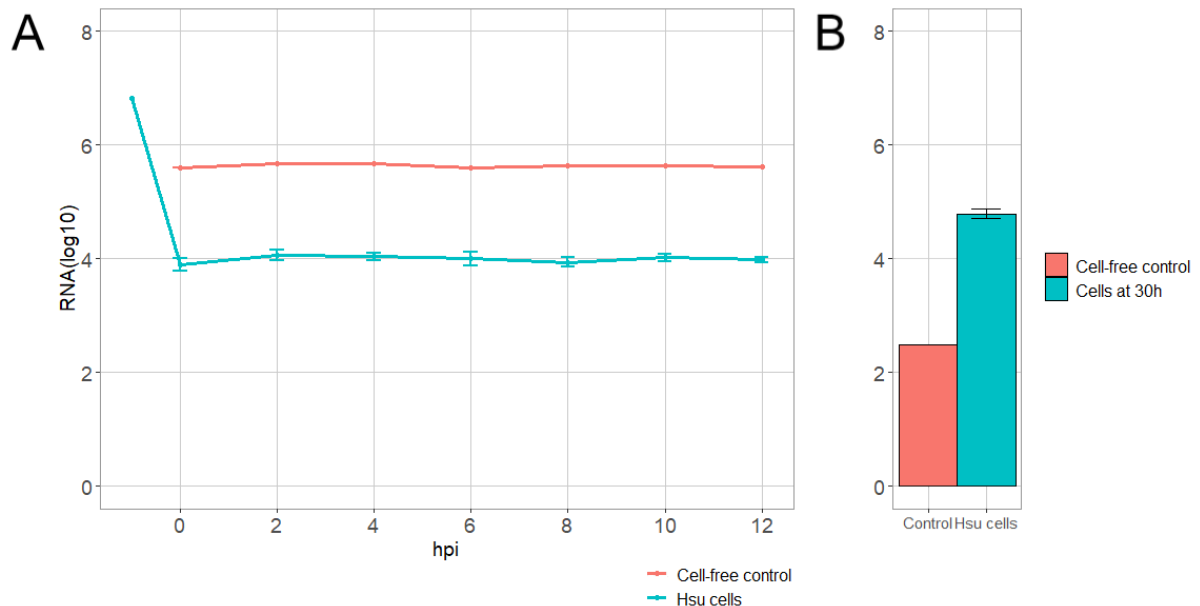 A
RNA(log10)
8
6
4
2
0
0 2 4 6 8 10 12
hpi
Cell-free control
Hsu cells
B
8
6
4
2
0
Control Hsu cells
Cell-free control
Cells at 30h